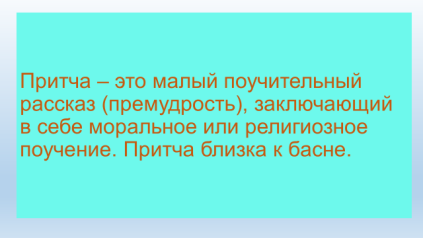 Притча – это малый поучительный
рассказ (премудрость), заключающий
в себе моральное или религиозное
поучение. Притча близка к басне.